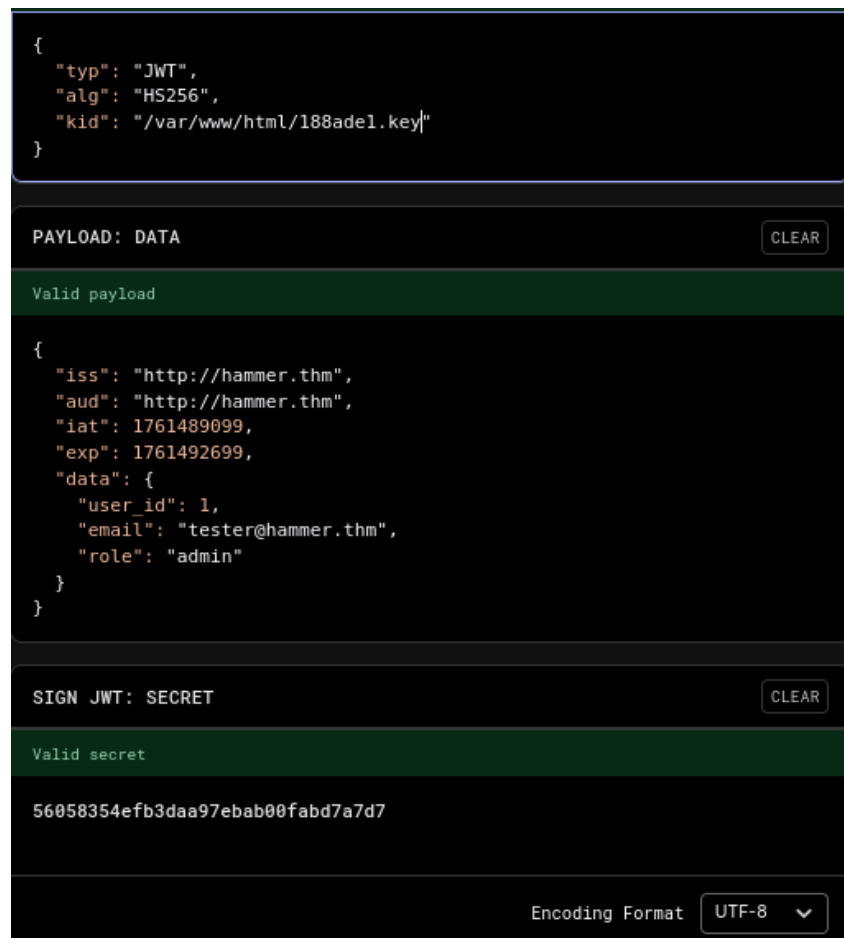 {
"typ": "JWT",
"alg": "HS256",
"kid": "/var/www/html/188ade1.key"
}
PAYLOAD: DATA
CLEAR
Valid payload
{
"iss": "http://hammer.thm",
"aud": "http://hammer.thm",
"iat": 1761489099,
"exp": 1761492699,
"data": {
"user_id": 1,
"email": "tester@hammer.thm",
"role": "admin"
}
}
SIGN JWT: SECRET
CLEAR
Valid secret
56058354efb3daa97ebab00fabd7a7d7
Encoding Format UTF-8